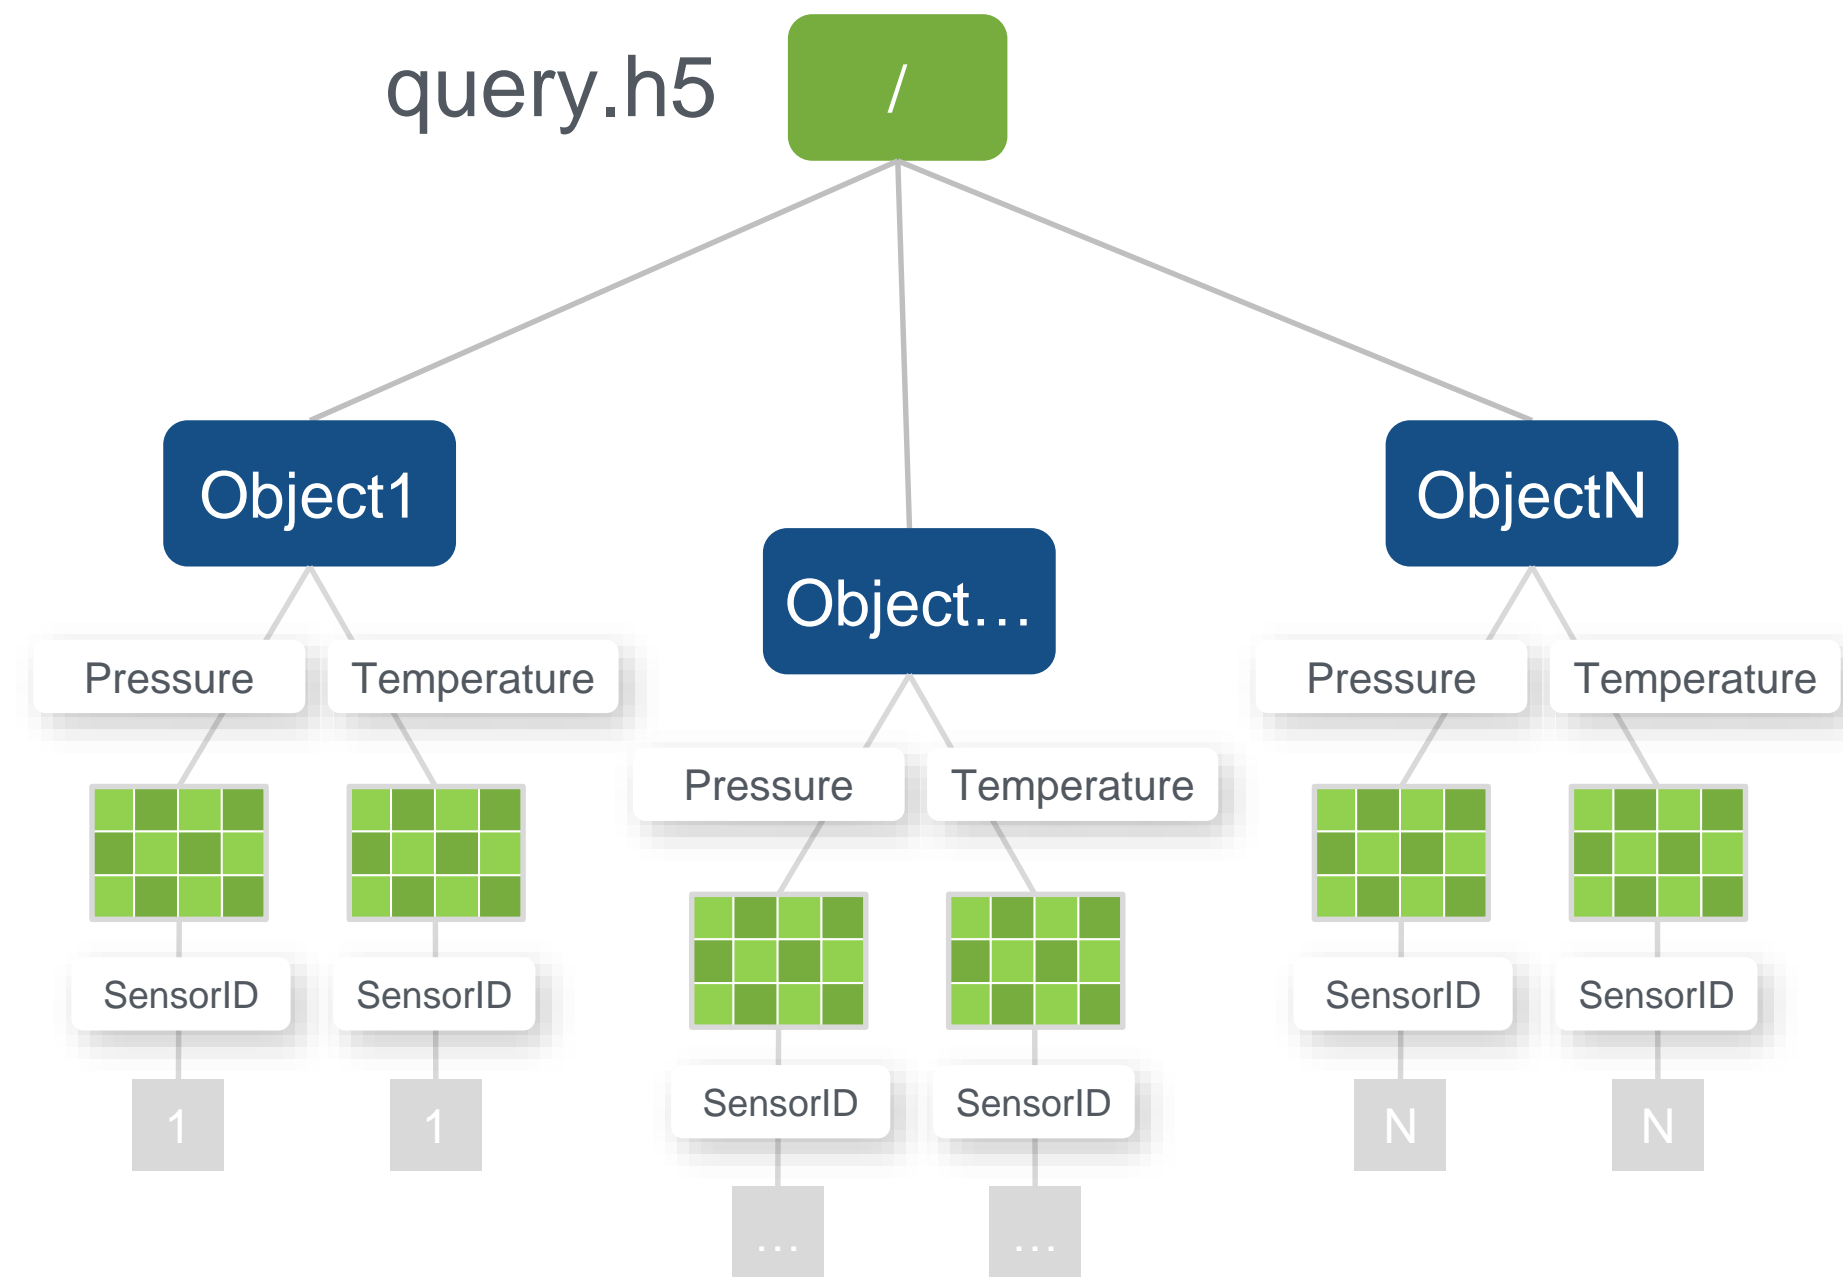 query.h5
/
Object1
Object…
ObjectN
Pressure
Temperature
Pressure
Temperature
Pressure
Temperature
SensorID
SensorID
SensorID
SensorID
SensorID
SensorID
1
1
…
…
N
N